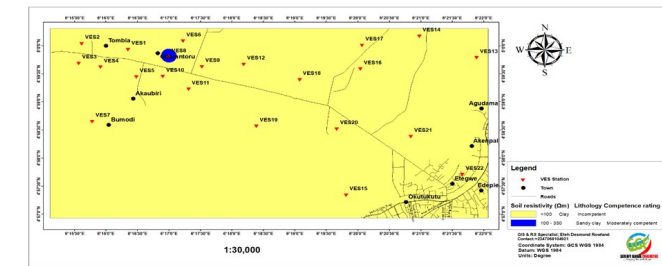 6°15'30"E 6°16'0"E 6°16'30"E 6°17'0"E 6°17'30"E 6°18'0"E 6°18'30"E 6°19'0"E 6°19'30"E 6°20'0"E 6°20'30"E 6°21'0"E 6°21'30"E 6°22'0"E
VES2
Tombia
VES1
VES6
VES8
VES17
VES14
VES13
VES3
VES4
VES5
VES10
VES9
VES12
VES11
VES18
VES16
Akaubiri
VES7
Bumodi
VES19
VES20
VES21
Agudama
Akenpai
VES22
Etegwe
Edepie
VES15
Okutukutu
N
W
E
S
Legend
VES Station
Town
Roads
Soil resistivity (Ωm) Lithology Competence rating
<100 Clay Incompetent
100 - 350 Sandy clay Moderately competent
GIS & RS Specialist: Eteh Desmond Rowland
Coordinate System: GCS WGS 1984
Datum: WGS 1984
Units: Degree
1:30,000